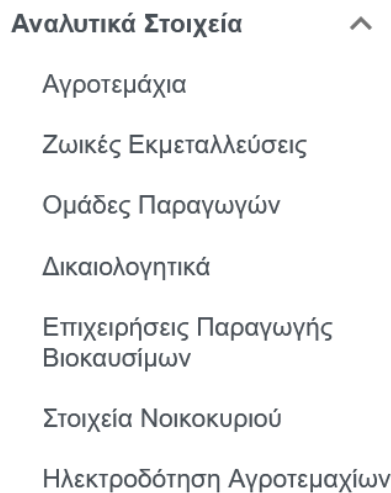 Αναλυτικά Στοιχεία
Αγροτεμάχια
Ζωικές Εκμεταλλεύσεις
Ομάδες Παραγωγών
Δικαιολογητικά
Επιχειρήσεις Παραγωγής
Βιοκαυσίμων
Στοιχεία Νοικοκυριού
Ηλεκτροδότηση Αγροτεμαχίων